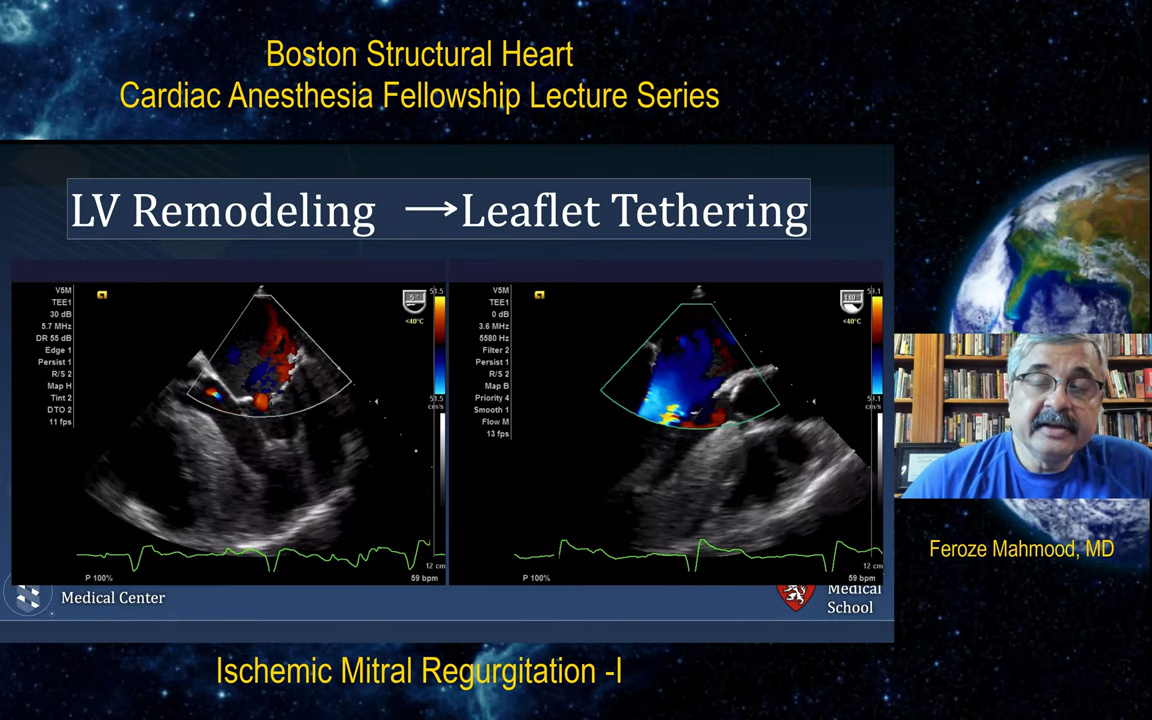 Boston Structural Heart
Cardiac Anesthesia Fellowship Lecture Series
LV Remodeling → Leaflet Tethering
V5M
TEE1
30 dB
5.7 MHz
DR 55 dB
Edge 1
Persist 1
R/S 2
Map H
Tint 2
DTO 2
11 fps
<40°C
cm/s
12 cm
P 100%
59 bpm
V5M
TEE1
0 dB
3.6 MHz
5580 Hz
Filter 2
Persist 1
R/S 2
Map B
Priority 4
Smooth 1
Flow M
13 fps
<40°C
cm/s
12 cm
P 100%
59 bpm
Medical Center
Medical
School
Feroze Mahmood, MD
Ischemic Mitral Regurgitation -I